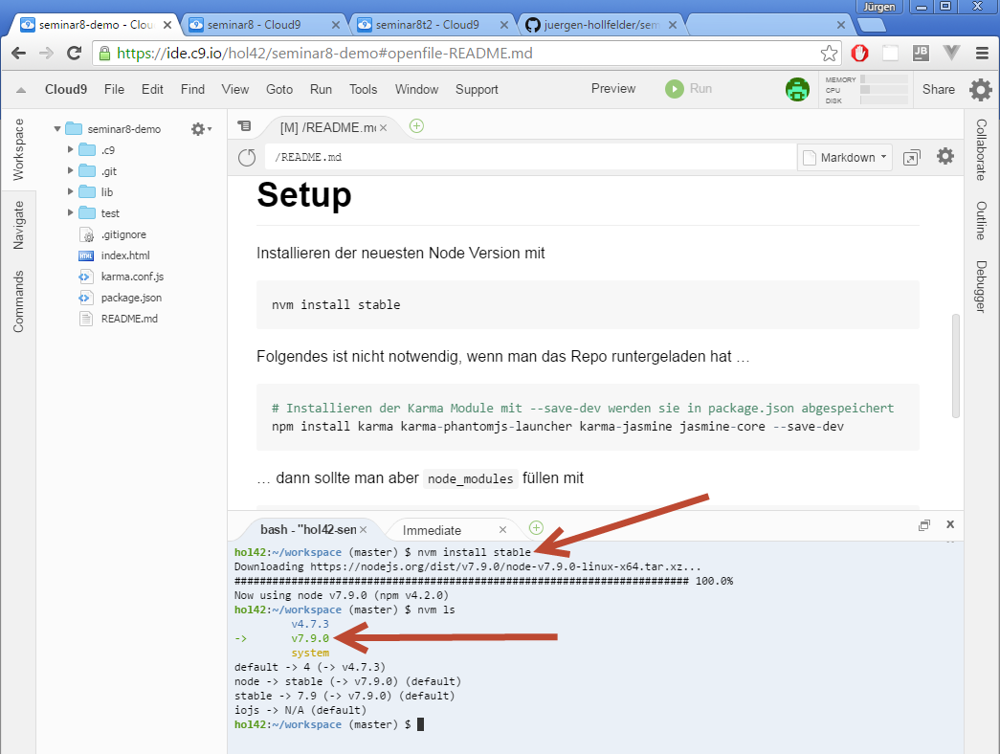 Jürgen
seminar8-demo - Clou
seminar8 - Cloud9
seminar8t2 - Cloud9
juergen-hollfelder/sem
https://ide.c9.io/hol42/seminar8-demo#openfile-README.md
JB
Cloud9 File Edit Find View Goto Run Tools Window Support Preview Run
MEMORY
CPU
DISK
Share
Workspace
Navigate
Commands
seminar8-demo
.c9
.git
lib
test
.gitignore
HTML index.html
karma.conf.js
package.json
README.md
[M] /README.m
/README.md
Markdown
Collaborate
Outline
Debugger
Setup
Installieren der neuesten Node Version mit
nvm install stable
Folgendes ist nicht notwendig, wenn man das Repo runtergeladen hat …
# Installieren der Karma Module mit --save-dev werden sie in package.json abgespeichert
npm install karma karma-phantomjs-launcher karma-jasmine jasmine-core --save-dev
… dann sollte man aber node_modules füllen mit
bash - "hol42-sen
Immediate
hol42:~/workspace (master) $ nvm install stable
Downloading https://nodejs.org/dist/v7.9.0/node-v7.9.0-linux-x64.tar.xz...
######################################################################## 100.0%
Now using node v7.9.0 (npm v4.2.0)
hol42:~/workspace (master) $ nvm ls
v4.7.3
-> v7.9.0
system
default -> 4 (-> v4.7.3)
node -> stable (-> v7.9.0) (default)
stable -> 7.9 (-> v7.9.0) (default)
iojs -> N/A (default)
hol42:~/workspace (master) $